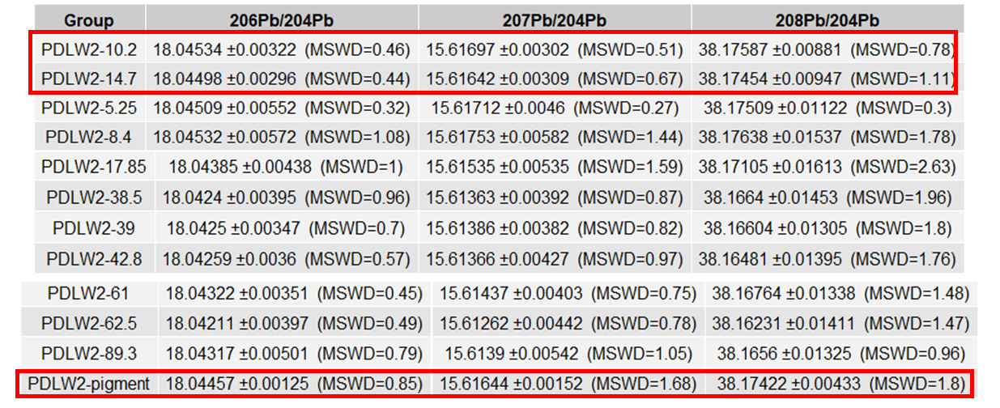 Group 206Pb/204Pb 207Pb/204Pb 208Pb/204Pb
PDLW2-10.2 18.04534 ±0.00322 (MSWD=0.46) 15.61697 ±0.00302 (MSWD=0.51) 38.17587 ±0.00881 (MSWD=0.78)
PDLW2-14.7 18.04498 ±0.00296 (MSWD=0.44) 15.61642 ±0.00309 (MSWD=0.67) 38.17454 ±0.00947 (MSWD=1.11)
PDLW2-5.25 18.04509 ±0.00552 (MSWD=0.32) 15.61712 ±0.0046 (MSWD=0.27) 38.17509 ±0.01122 (MSWD=0.3)
PDLW2-8.4 18.04532 ±0.00572 (MSWD=1.08) 15.61753 ±0.00582 (MSWD=1.44) 38.17638 ±0.01537 (MSWD=1.78)
PDLW2-17.85 18.04385 ±0.00438 (MSWD=1) 15.61535 ±0.00535 (MSWD=1.59) 38.17105 ±0.01613 (MSWD=2.63)
PDLW2-38.5 18.0424 ±0.00395 (MSWD=0.96) 15.61363 ±0.00392 (MSWD=0.87) 38.1664 ±0.01453 (MSWD=1.96)
PDLW2-39 18.0425 ±0.00347 (MSWD=0.7) 15.61386 ±0.00382 (MSWD=0.82) 38.16604 ±0.01305 (MSWD=1.8)
PDLW2-42.8 18.04259 ±0.0036 (MSWD=0.57) 15.61366 ±0.00427 (MSWD=0.97) 38.16481 ±0.01395 (MSWD=1.76)
PDLW2-61 18.04322 ±0.00351 (MSWD=0.45) 15.61437 ±0.00403 (MSWD=0.75) 38.16764 ±0.01338 (MSWD=1.48)
PDLW2-62.5 18.04211 ±0.00397 (MSWD=0.49) 15.61262 ±0.00442 (MSWD=0.78) 38.16231 ±0.01411 (MSWD=1.47)
PDLW2-89.3 18.04317 ±0.00501 (MSWD=0.79) 15.6139 ±0.00542 (MSWD=1.05) 38.1656 ±0.01325 (MSWD=0.96)
PDLW2-pigment 18.04457 ±0.00125 (MSWD=0.85) 15.61644 ±0.00152 (MSWD=1.68) 38.17422 ±0.00433 (MSWD=1.8)